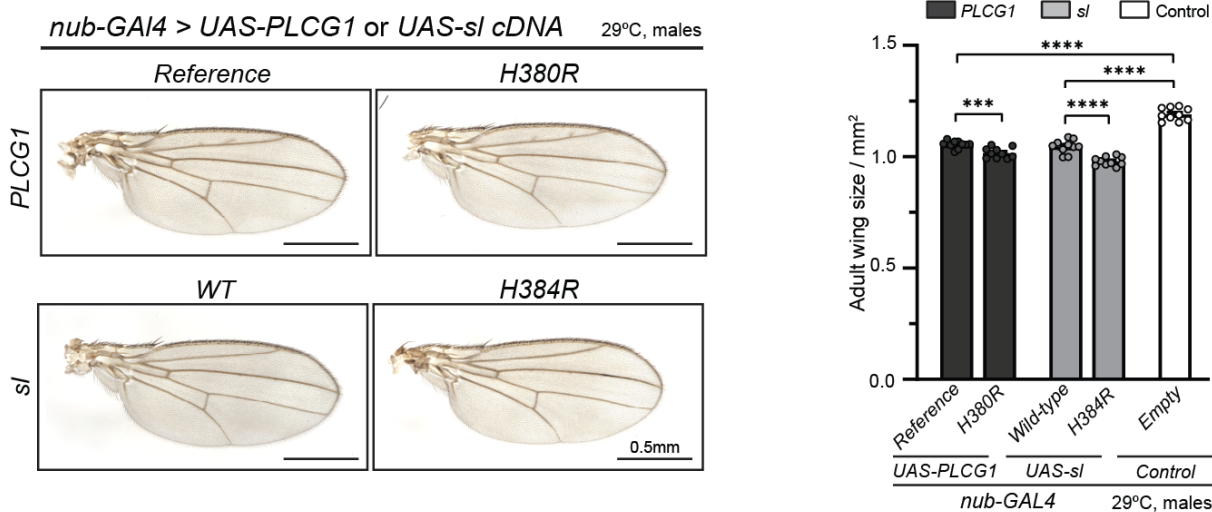 nub-GAl4 > UAS-PLCG1 or UAS-sl cDNA 29ºC, males
Reference H380R
PLCG1
WT H384R
sl
0.5mm
PLCG1 sl Control
Adult wing size / mm²
1.5
1.0
0.5
0.0
****
****
*** ****
Reference H380R Wild-type H384R Empty
UAS-PLCG1 UAS-sl Control
nub-GAL4 29ºC, males